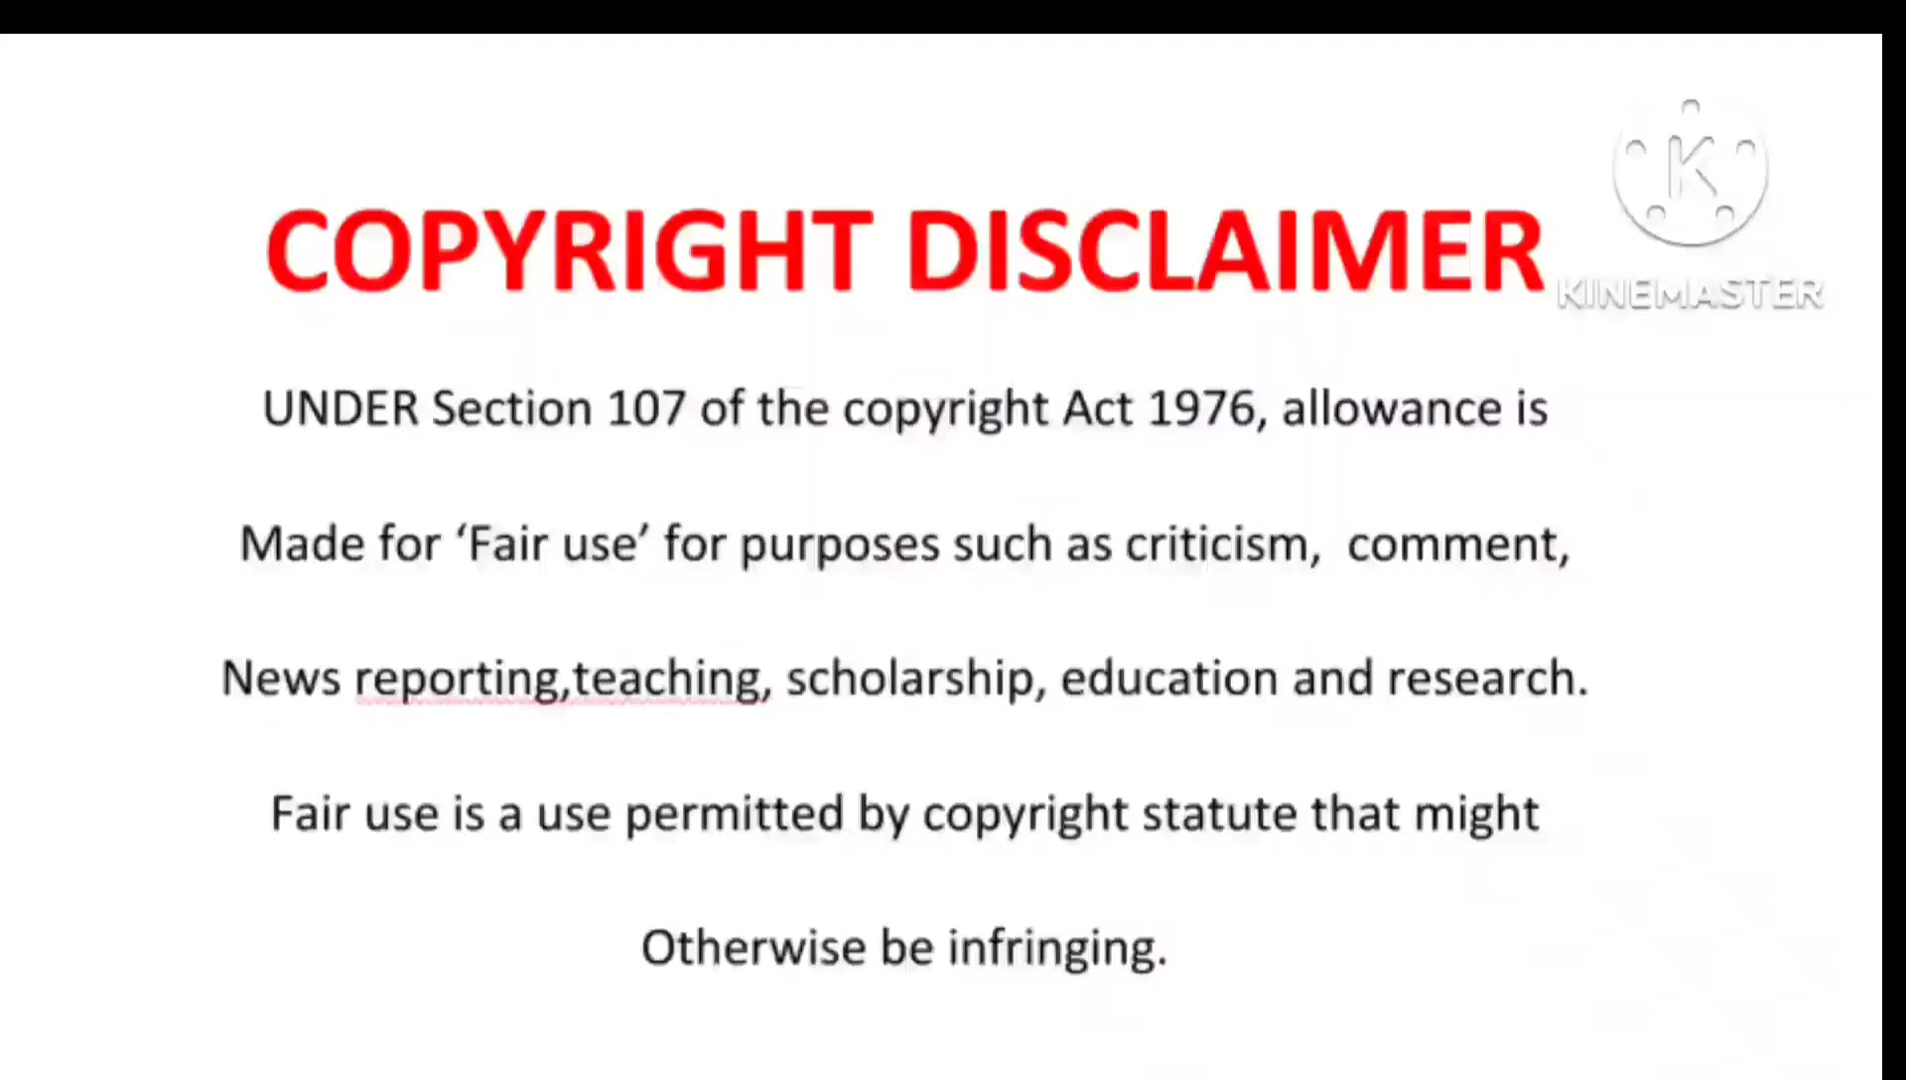 COPYRIGHT DISCLAIMER
KINEMASTER
UNDER Section 107 of the copyright Act 1976, allowance is
Made for ‘Fair use’ for purposes such as criticism,  comment,
News reporting,teaching, scholarship, education and research.
Fair use is a use permitted by copyright statute that might
Otherwise be infringing.